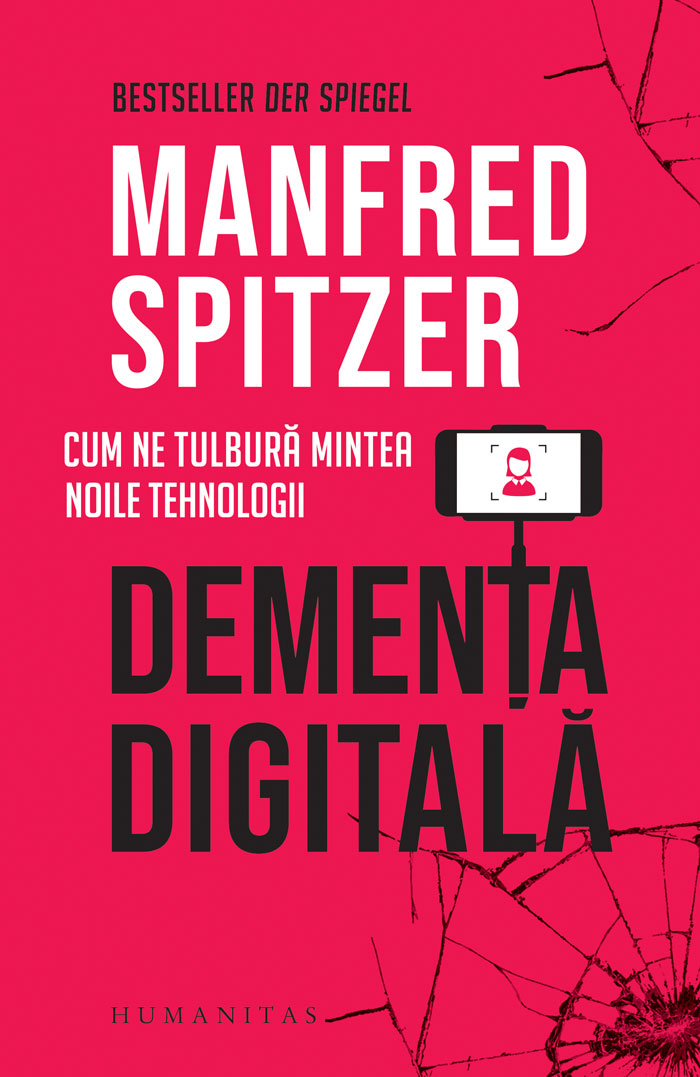 BESTSELLER DER SPIEGEL
MANFRED
SPITZER
CUM NE TULBURĂ MINTEA
NOILE TEHNOLOGII
DEMENȚA
DIGITALĂ
HUMANITAS